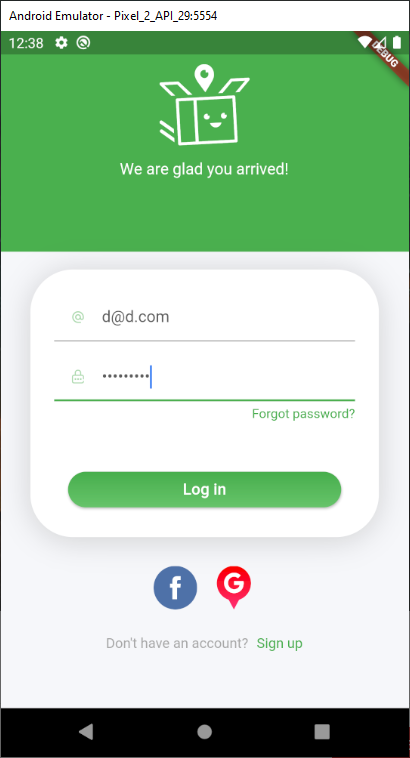 Android Emulator - Pixel_2_API_29:5554
12:38
DEBUG
We are glad you arrived!
d@d.com
•••••••••
Forgot password?
Log in
f G
Don't have an account? Sign up